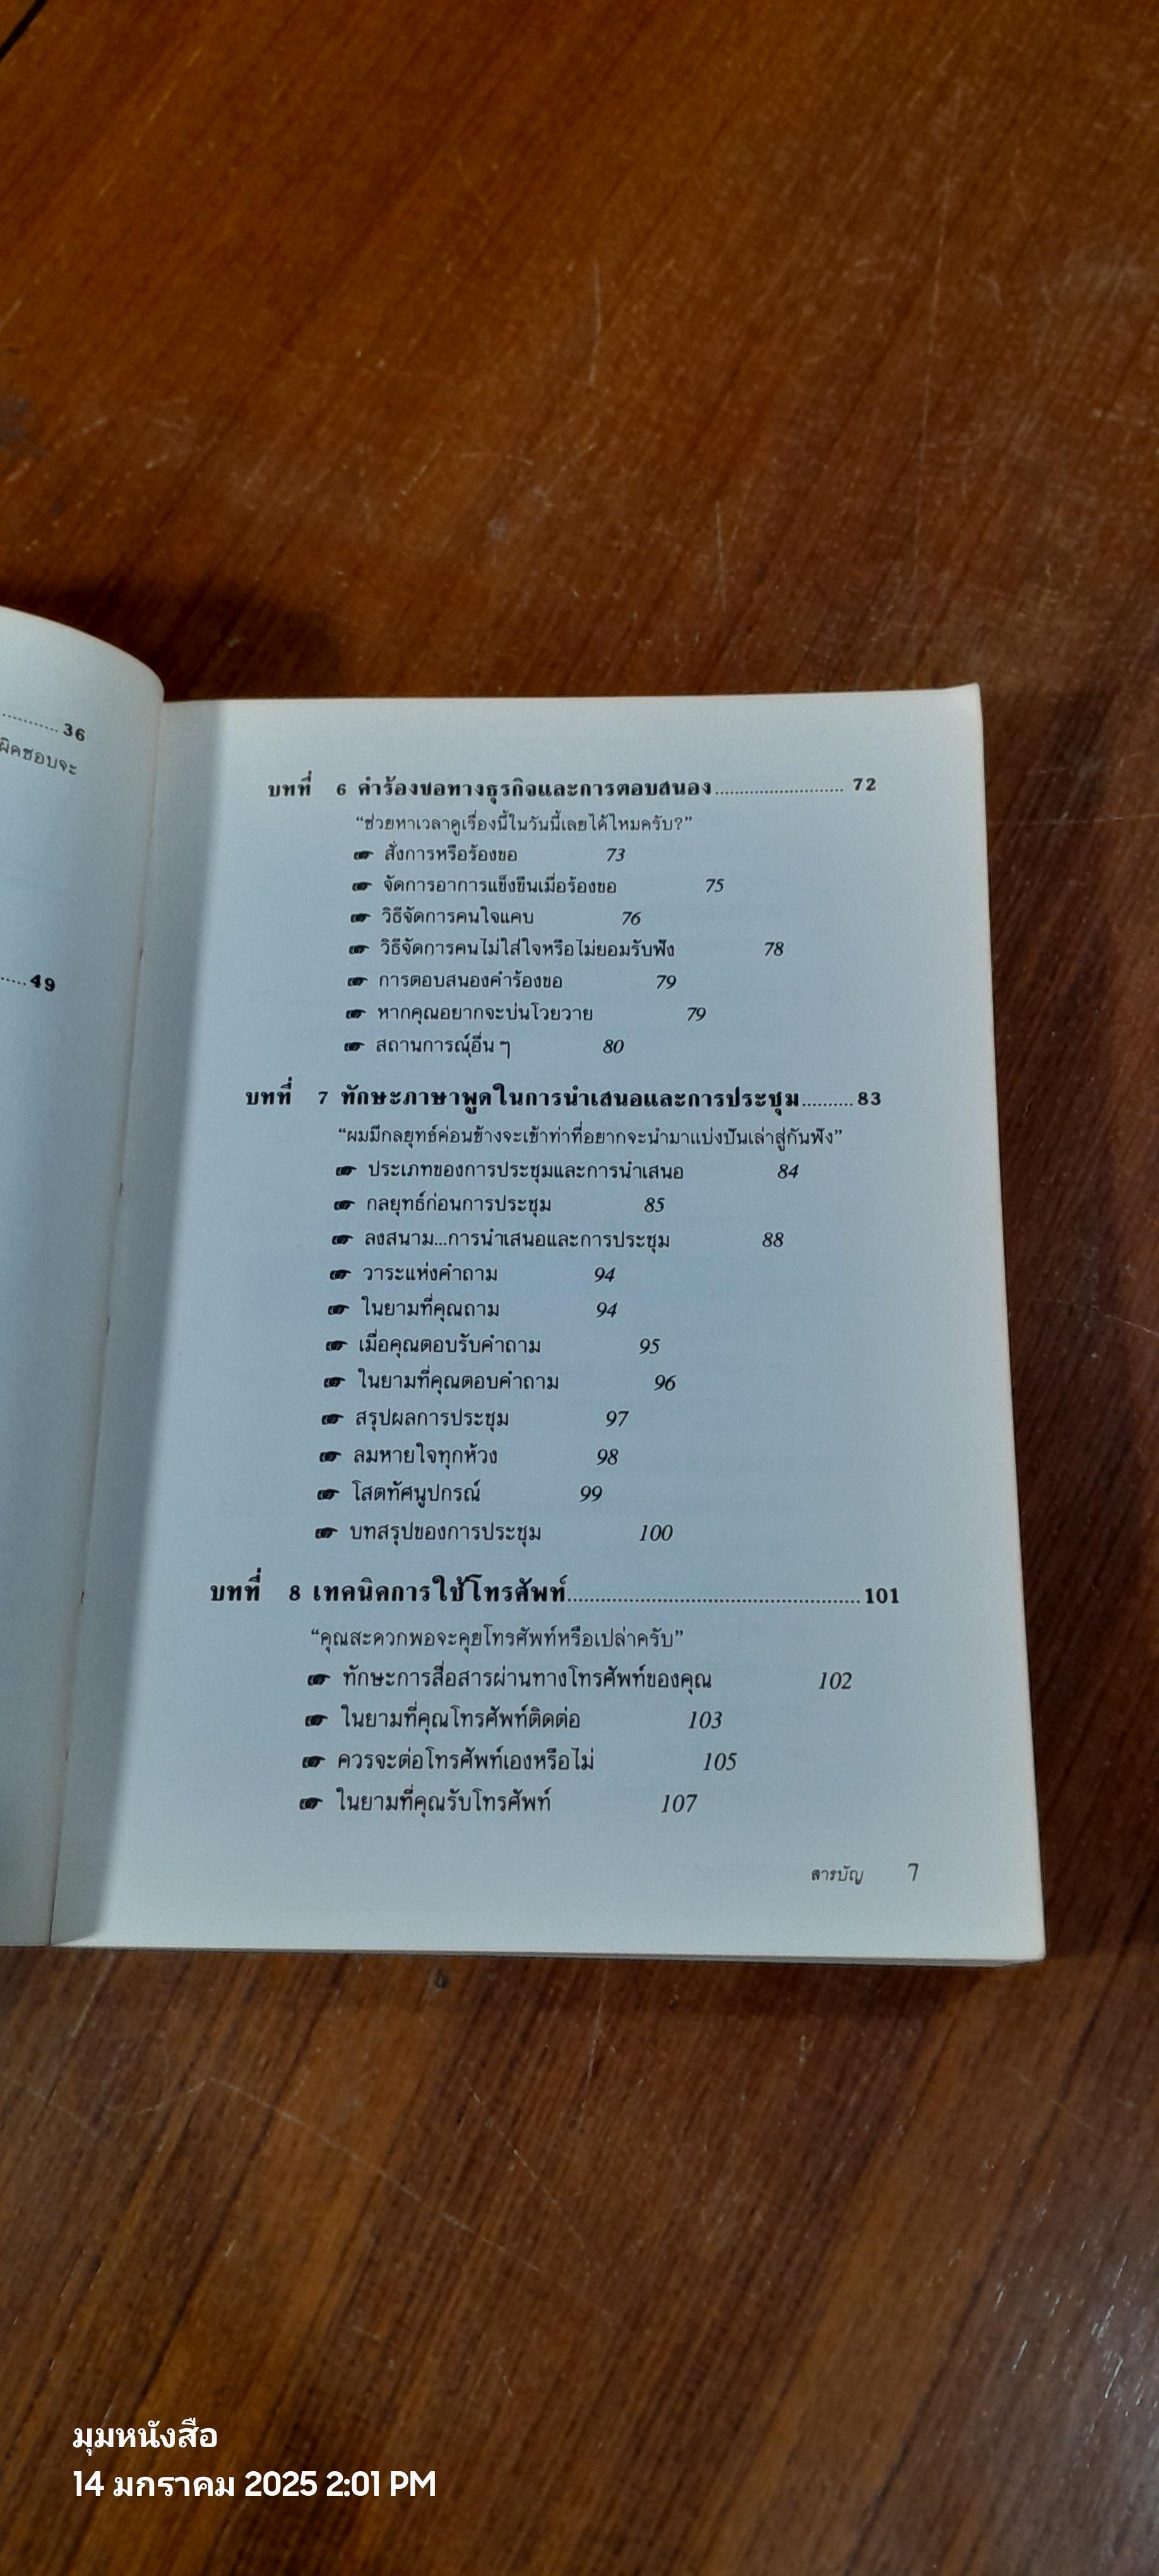 36
ผิดชอบจะ
49
บทที่ 6 คำร้องขอทางธุรกิจและการตอบสนอง 72
“ช่วยหาเวลาดูเรื่องนี้ในวันนี้เลยได้ไหมครับ?”
☛ สั่งการหรือร้องขอ 73
☛ จัดการอาการแข็งขืนเมื่อร้องขอ 75
☛ วิธีจัดการคนใจแคบ 76
☛ วิธีจัดการคนไม่ใส่ใจหรือไม่ยอมรับฟัง 78
☛ การตอบสนองคำร้องขอ 79
☛ หากคุณอยากจะบ่นโวยวาย 79
☛ สถานการณ์อื่น ๆ 80
บทที่ 7 ทักษะภาษาพูดในการนำเสนอและการประชุม 83
“ผมมีกลยุทธ์ค่อนข้างจะเข้าท่าที่อยากจะนำมาแบ่งปันเล่าสู่กันฟัง”
☛ ประเภทของการประชุมและการนำเสนอ 84
☛ กลยุทธ์ก่อนการประชุม 85
☛ ลงสนาม...การนำเสนอและการประชุม 88
☛ วาระแห่งคำถาม 94
☛ ในยามที่คุณถาม 94
☛ เมื่อคุณตอบรับคำถาม 95
☛ ในยามที่คุณตอบคำถาม 96
☛ สรุปผลการประชุม 97
☛ ลมหายใจทุกห้วง 98
☛ โสตทัศนูปกรณ์ 99
☛ บทสรุปของการประชุม 100
บทที่ 8 เทคนิคการใช้โทรศัพท์ 101
“คุณสะดวกพอจะคุยโทรศัพท์หรือเปล่าครับ”
☛ ทักษะการสื่อสารผ่านทางโทรศัพท์ของคุณ 102
☛ ในยามที่คุณโทรศัพท์ติดต่อ 103
☛ ควรจะต่อโทรศัพท์เองหรือไม่ 105
☛ ในยามที่คุณรับโทรศัพท์ 107
สารบัญ 7
มุมหนังสือ
14 มกราคม 2025 2:01 PM